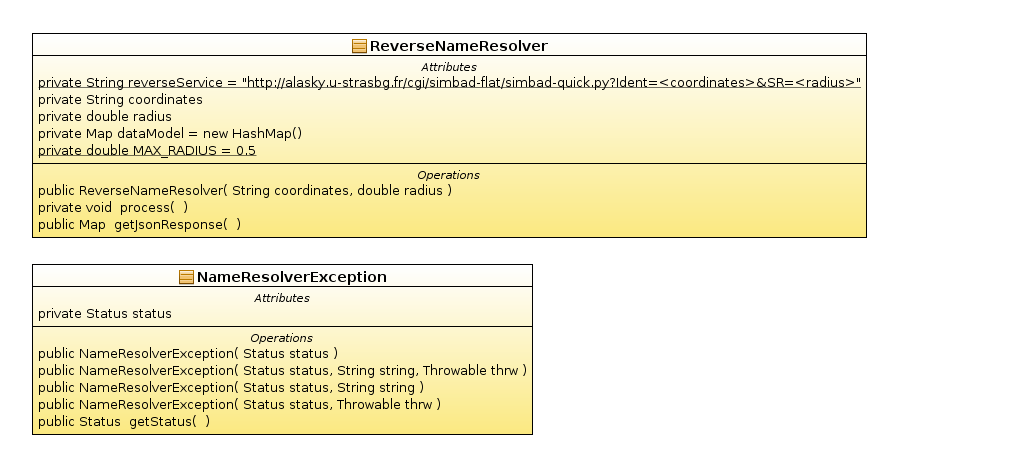 ReverseNameResolver
Attributes
private String reverseService = "http://alasky.u-strasbg.fr/cgi/simbad-flat/simbad-quick.py?Ident=<coordinates>&SR=<radius>"
private String coordinates
private double radius
private Map dataModel = new HashMap()
private double MAX_RADIUS = 0.5
Operations
public ReverseNameResolver( String coordinates, double radius )
private void  process(  )
public Map  getJsonResponse(  )
NameResolverException
Attributes
private Status status
Operations
public NameResolverException( Status status )
public NameResolverException( Status status, String string, Throwable thrw )
public NameResolverException( Status status, String string )
public NameResolverException( Status status, Throwable thrw )
public Status  getStatus(  )